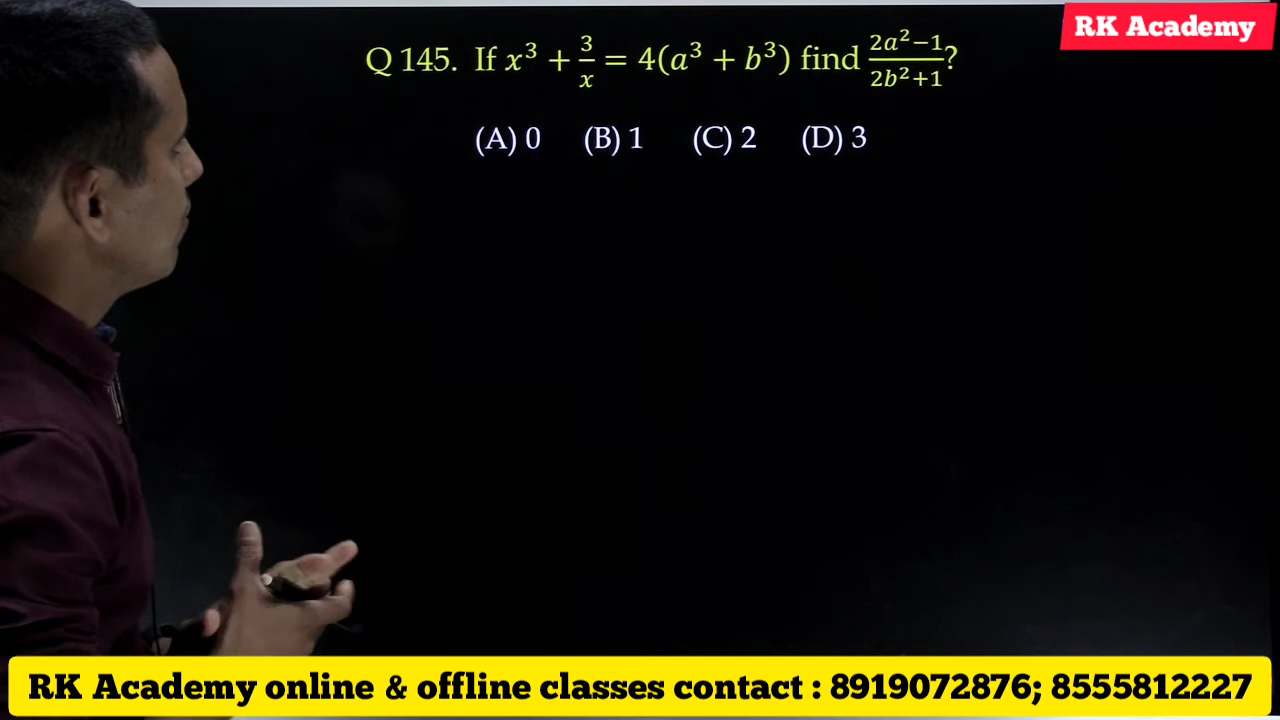 RK Academy
Q 145. If x³ + 3/x = 4(a³ + b³) find (2a²−1)/(2b²+1)?
(A) 0 (B) 1 (C) 2 (D) 3
RK Academy online & offline classes contact : 8919072876; 8555812227